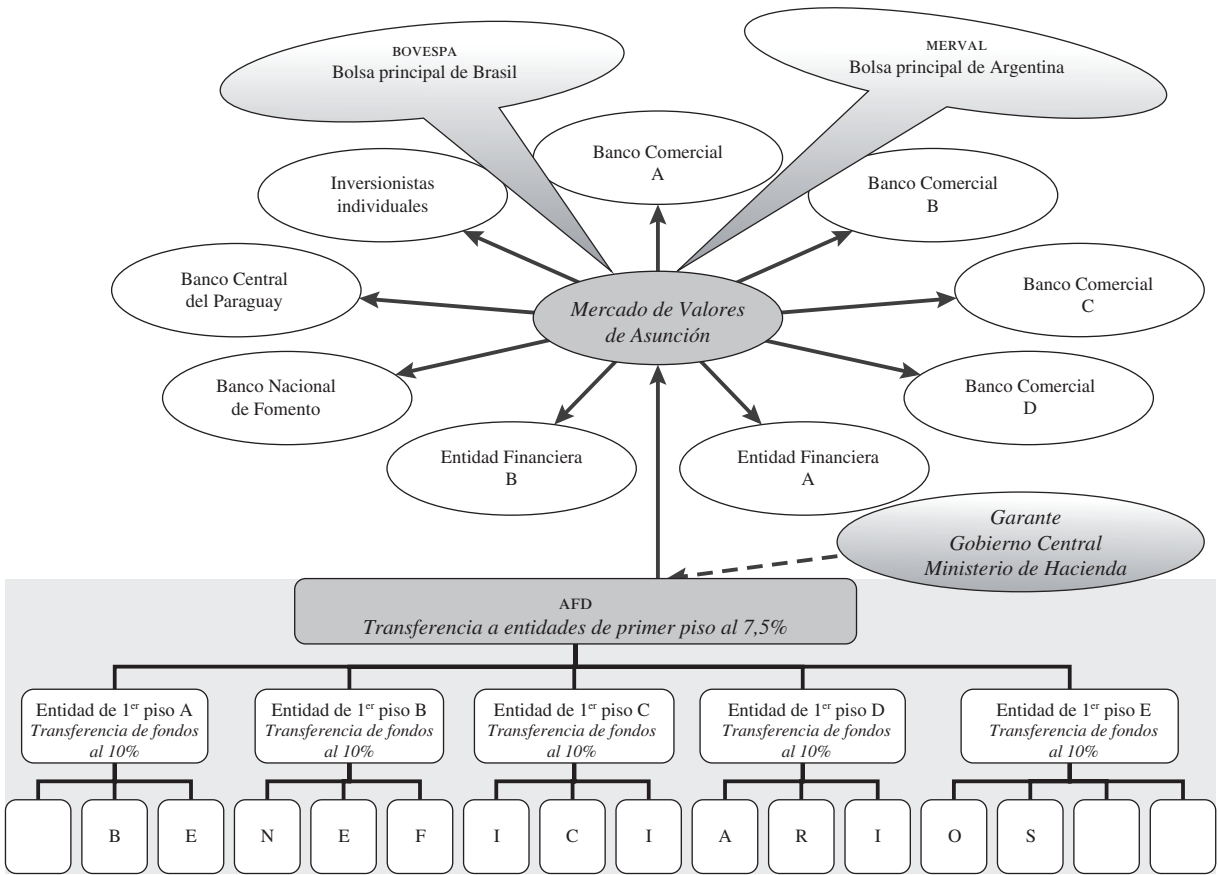 BOVESPA
Bolsa principal de Brasil
MERVAL
Bolsa principal de Argentina
Banco Comercial
A
Inversionistas
individuales
Banco Comercial
B
Banco Central
del Paraguay
Mercado de Valores
de Asunción
Banco Comercial
C
Banco Nacional
de Fomento
Banco Comercial
D
Entidad Financiera
B
Entidad Financiera
A
Garante
Gobierno Central
Ministerio de Hacienda
AFD
Transferencia a entidades de primer piso al 7,5%
Entidad de 1er piso A
Transferencia de fondos
al 10%
Entidad de 1er piso B
Transferencia de fondos
al 10%
Entidad de 1er piso C
Transferencia de fondos
al 10%
Entidad de 1er piso D
Transferencia de fondos
al 10%
Entidad de 1er piso E
Transferencia de fondos
al 10%
B E N E F I C I A R I O S